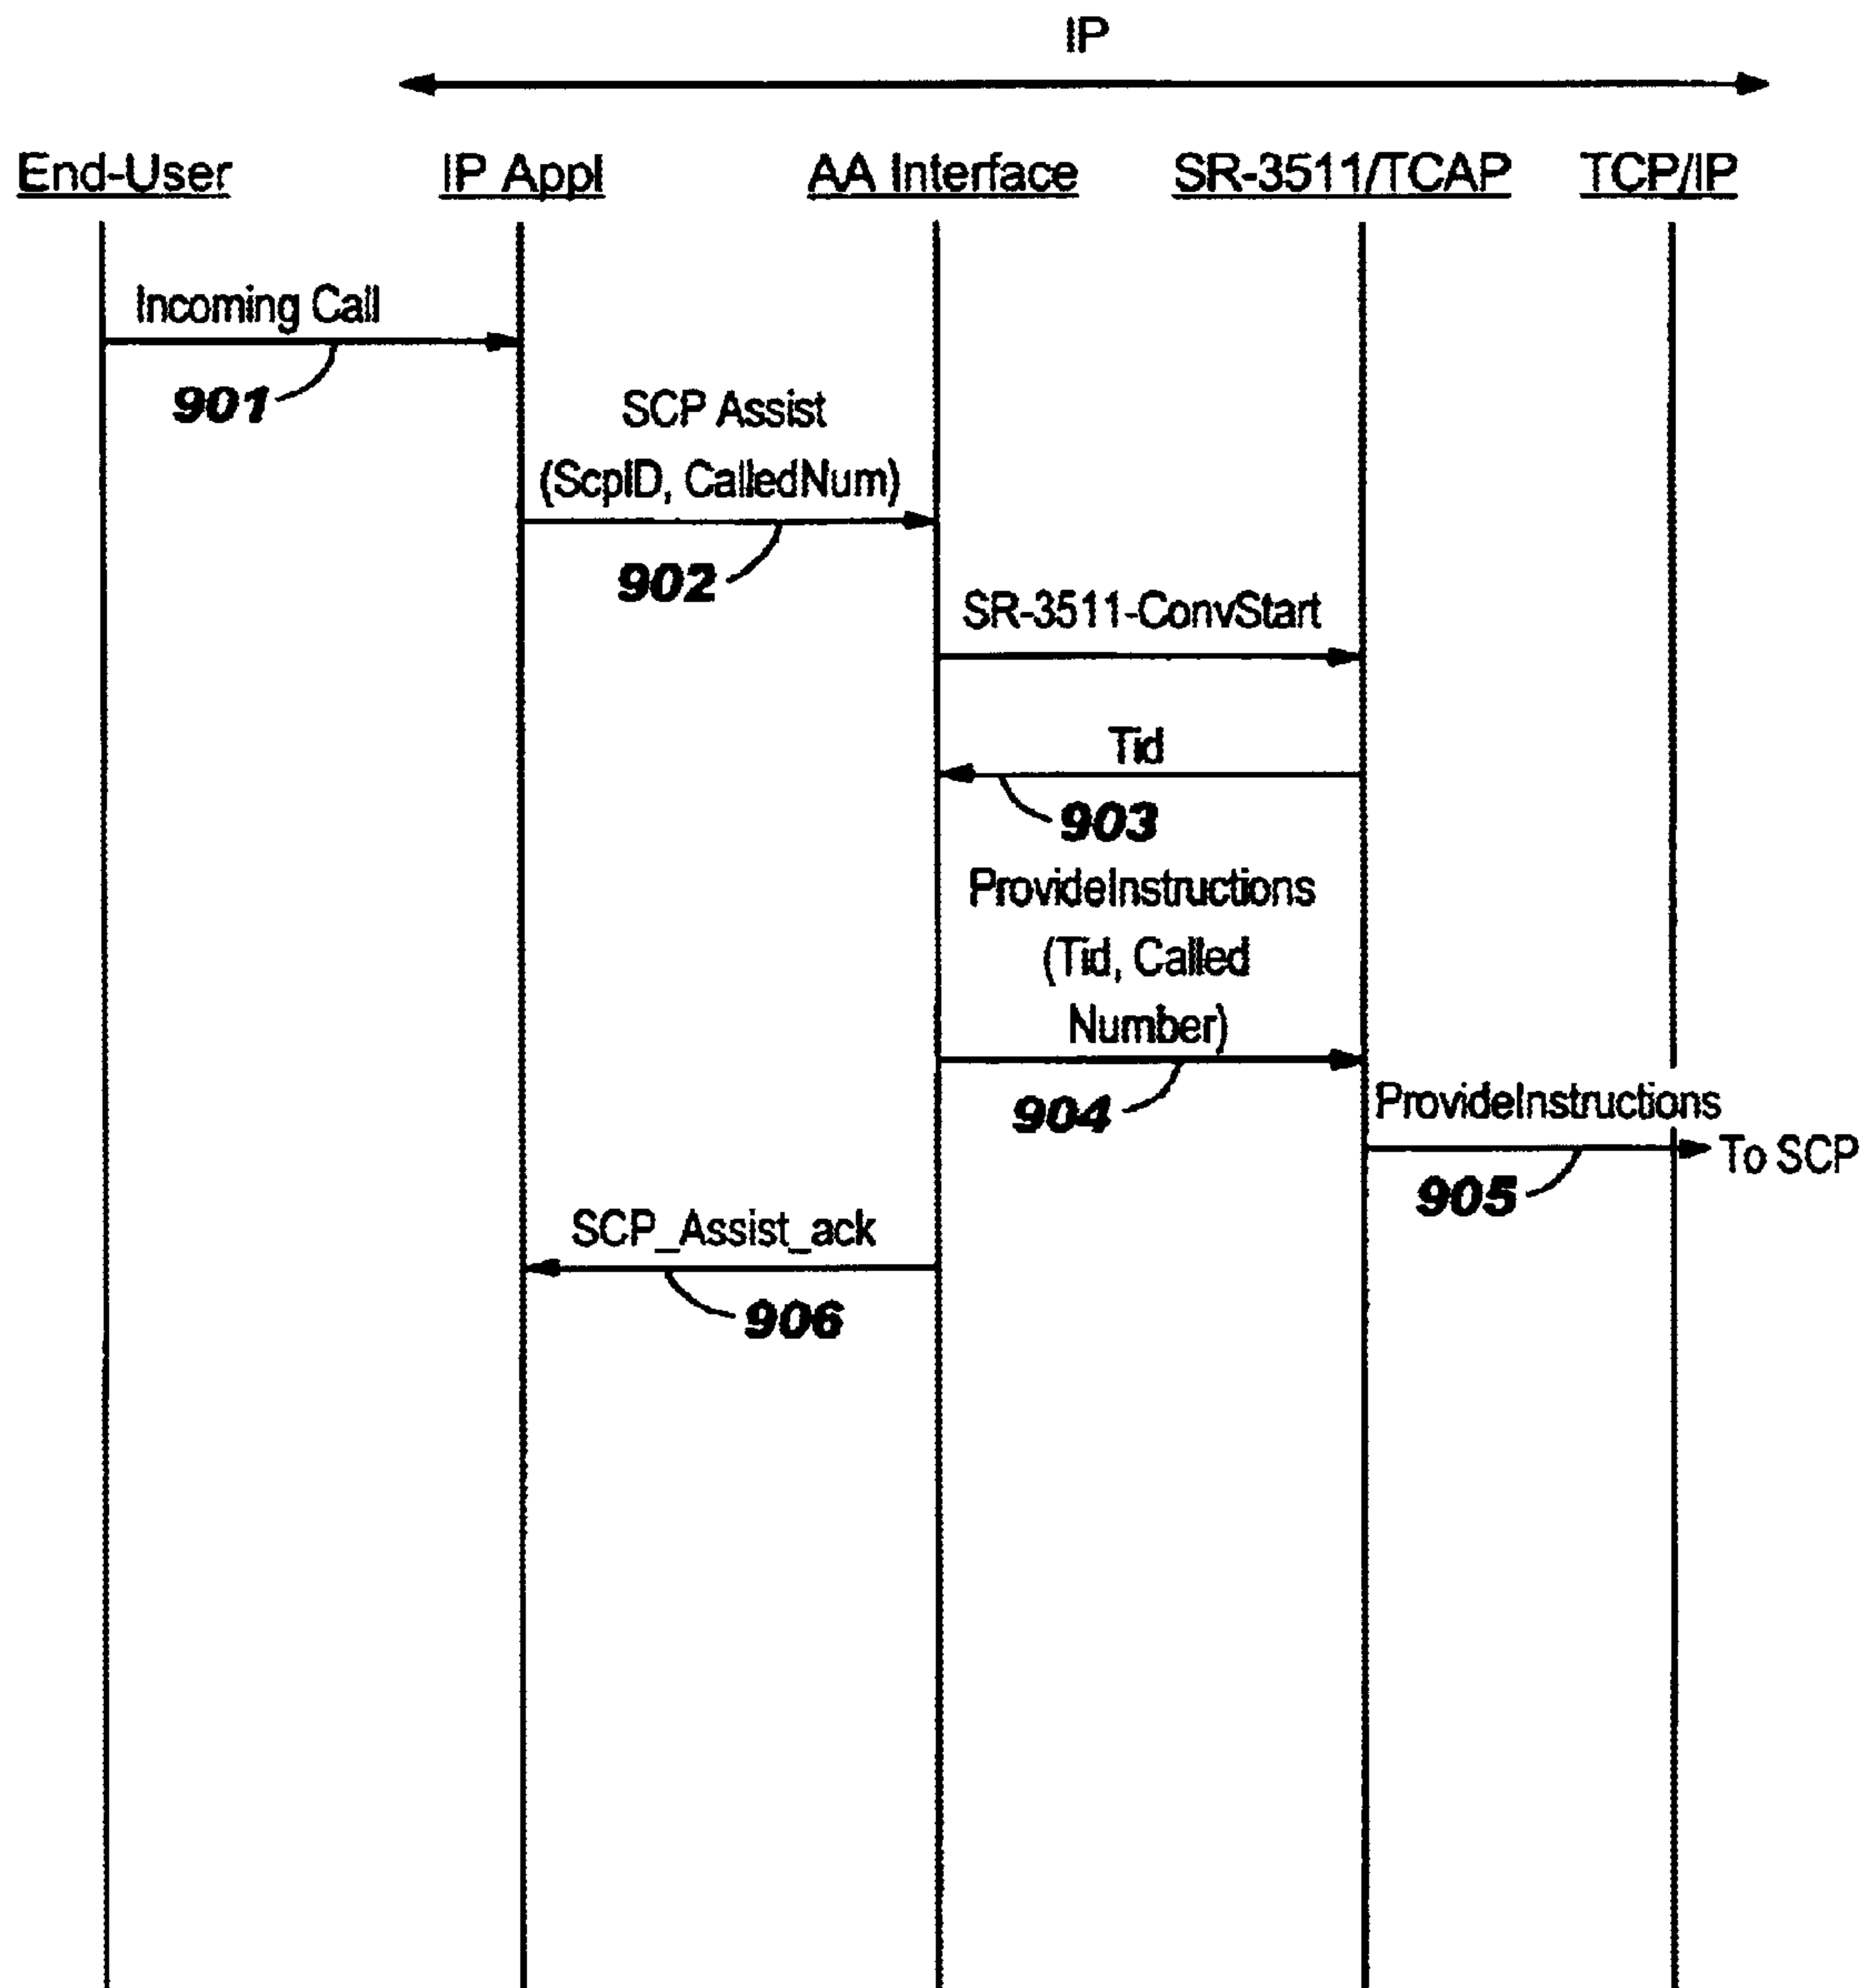 IP
End-User IP Appl AA Interface SR-3511/TCAP TCP/IP
Incoming Call
901
SCP Assist
(ScpID, CalledNum)
902
SR-3511-ConvStart
Tid
903
ProvideInstructions
(Tid, Called
Number)
904
ProvideInstructions
To SCP
905
SCP_Assist_ack
906